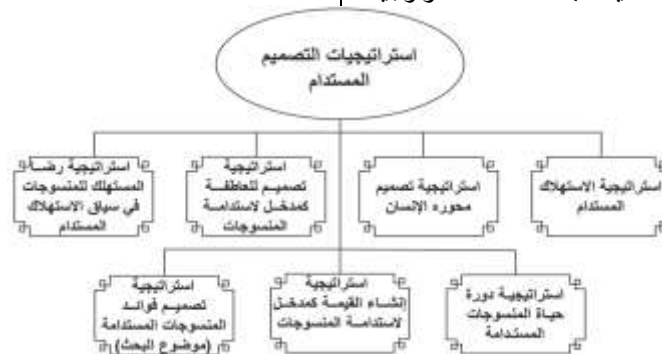 استراتيجيات التصميم
المستدام
استراتيجية الاستهلاك
المستدام
استراتيجية تصميم
محوره الإنسان
استراتيجية
تصميم للعاطفة
كمدخل لاستدامة
المنسوجات
استراتيجية رضا
المستهلك للمنسوجات
في سياق الاستهلاك
المستدام
استراتيجية دورة
حياة المنسوجات
المستدامة
استراتيجية
إنشاء القيمة كمدخل
لاستدامة المنسوجات
استراتيجية
تصميم فوائد
المنسوجات المستدامة
(موضوع البحث)